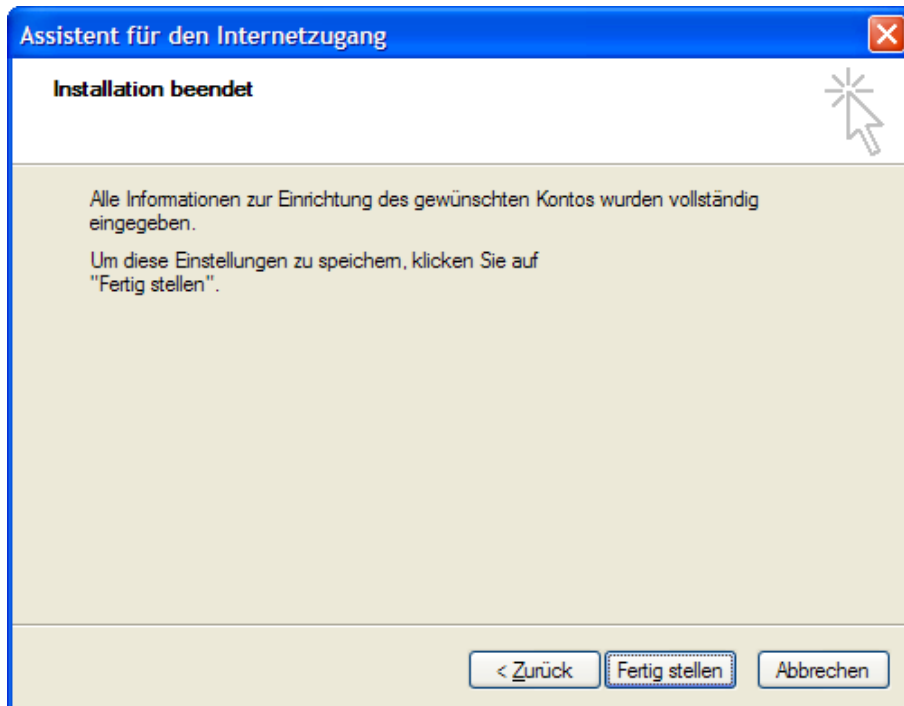 Assistent für den Internetzugang
Installation beendet
Alle Informationen zur Einrichtung des gewünschten Kontos wurden vollständig
eingegeben.
Um diese Einstellungen zu speichern, klicken Sie auf
"Fertig stellen".
< Zurück
Fertig stellen
Abbrechen